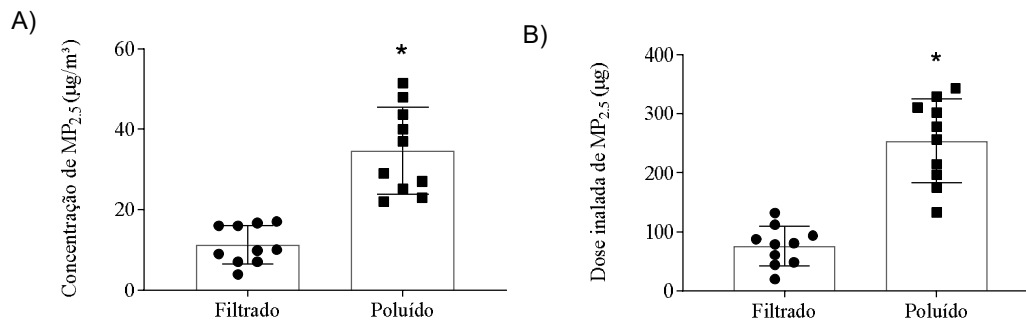 A)
Concentração de MP2.5 (µg/m³)
60
40
20
0
*
Filtrado
Poluído
B)
Dose inalada de MP2.5 (µg)
400
300
200
100
0
*
Filtrado
Poluído